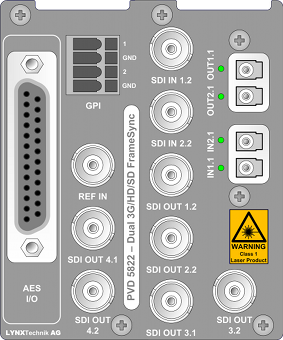 1
GND
2
GND
GPI
SDI IN 1.2
OUT1.1
OUT2.1
SDI IN 2.2
IN2.1
IN1.1
REF IN
SDI OUT 1.2
PVD 5822 – Dual 3G/HD/SD FrameSync
SDI OUT 4.1
WARNING
Class 1
Laser Product
SDI OUT 2.2
AES
I/O
SDI OUT
4.2
SDI OUT 3.1
SDI OUT
3.2
LYNXTechnik AG